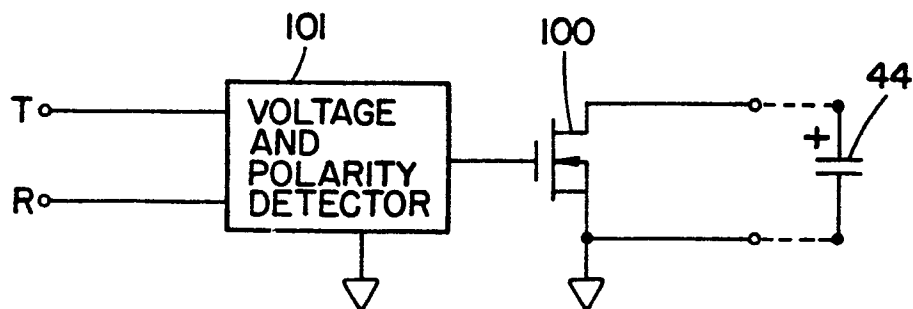 101
100
44
T
R
VOLTAGE
AND
POLARITY
DETECTOR
+